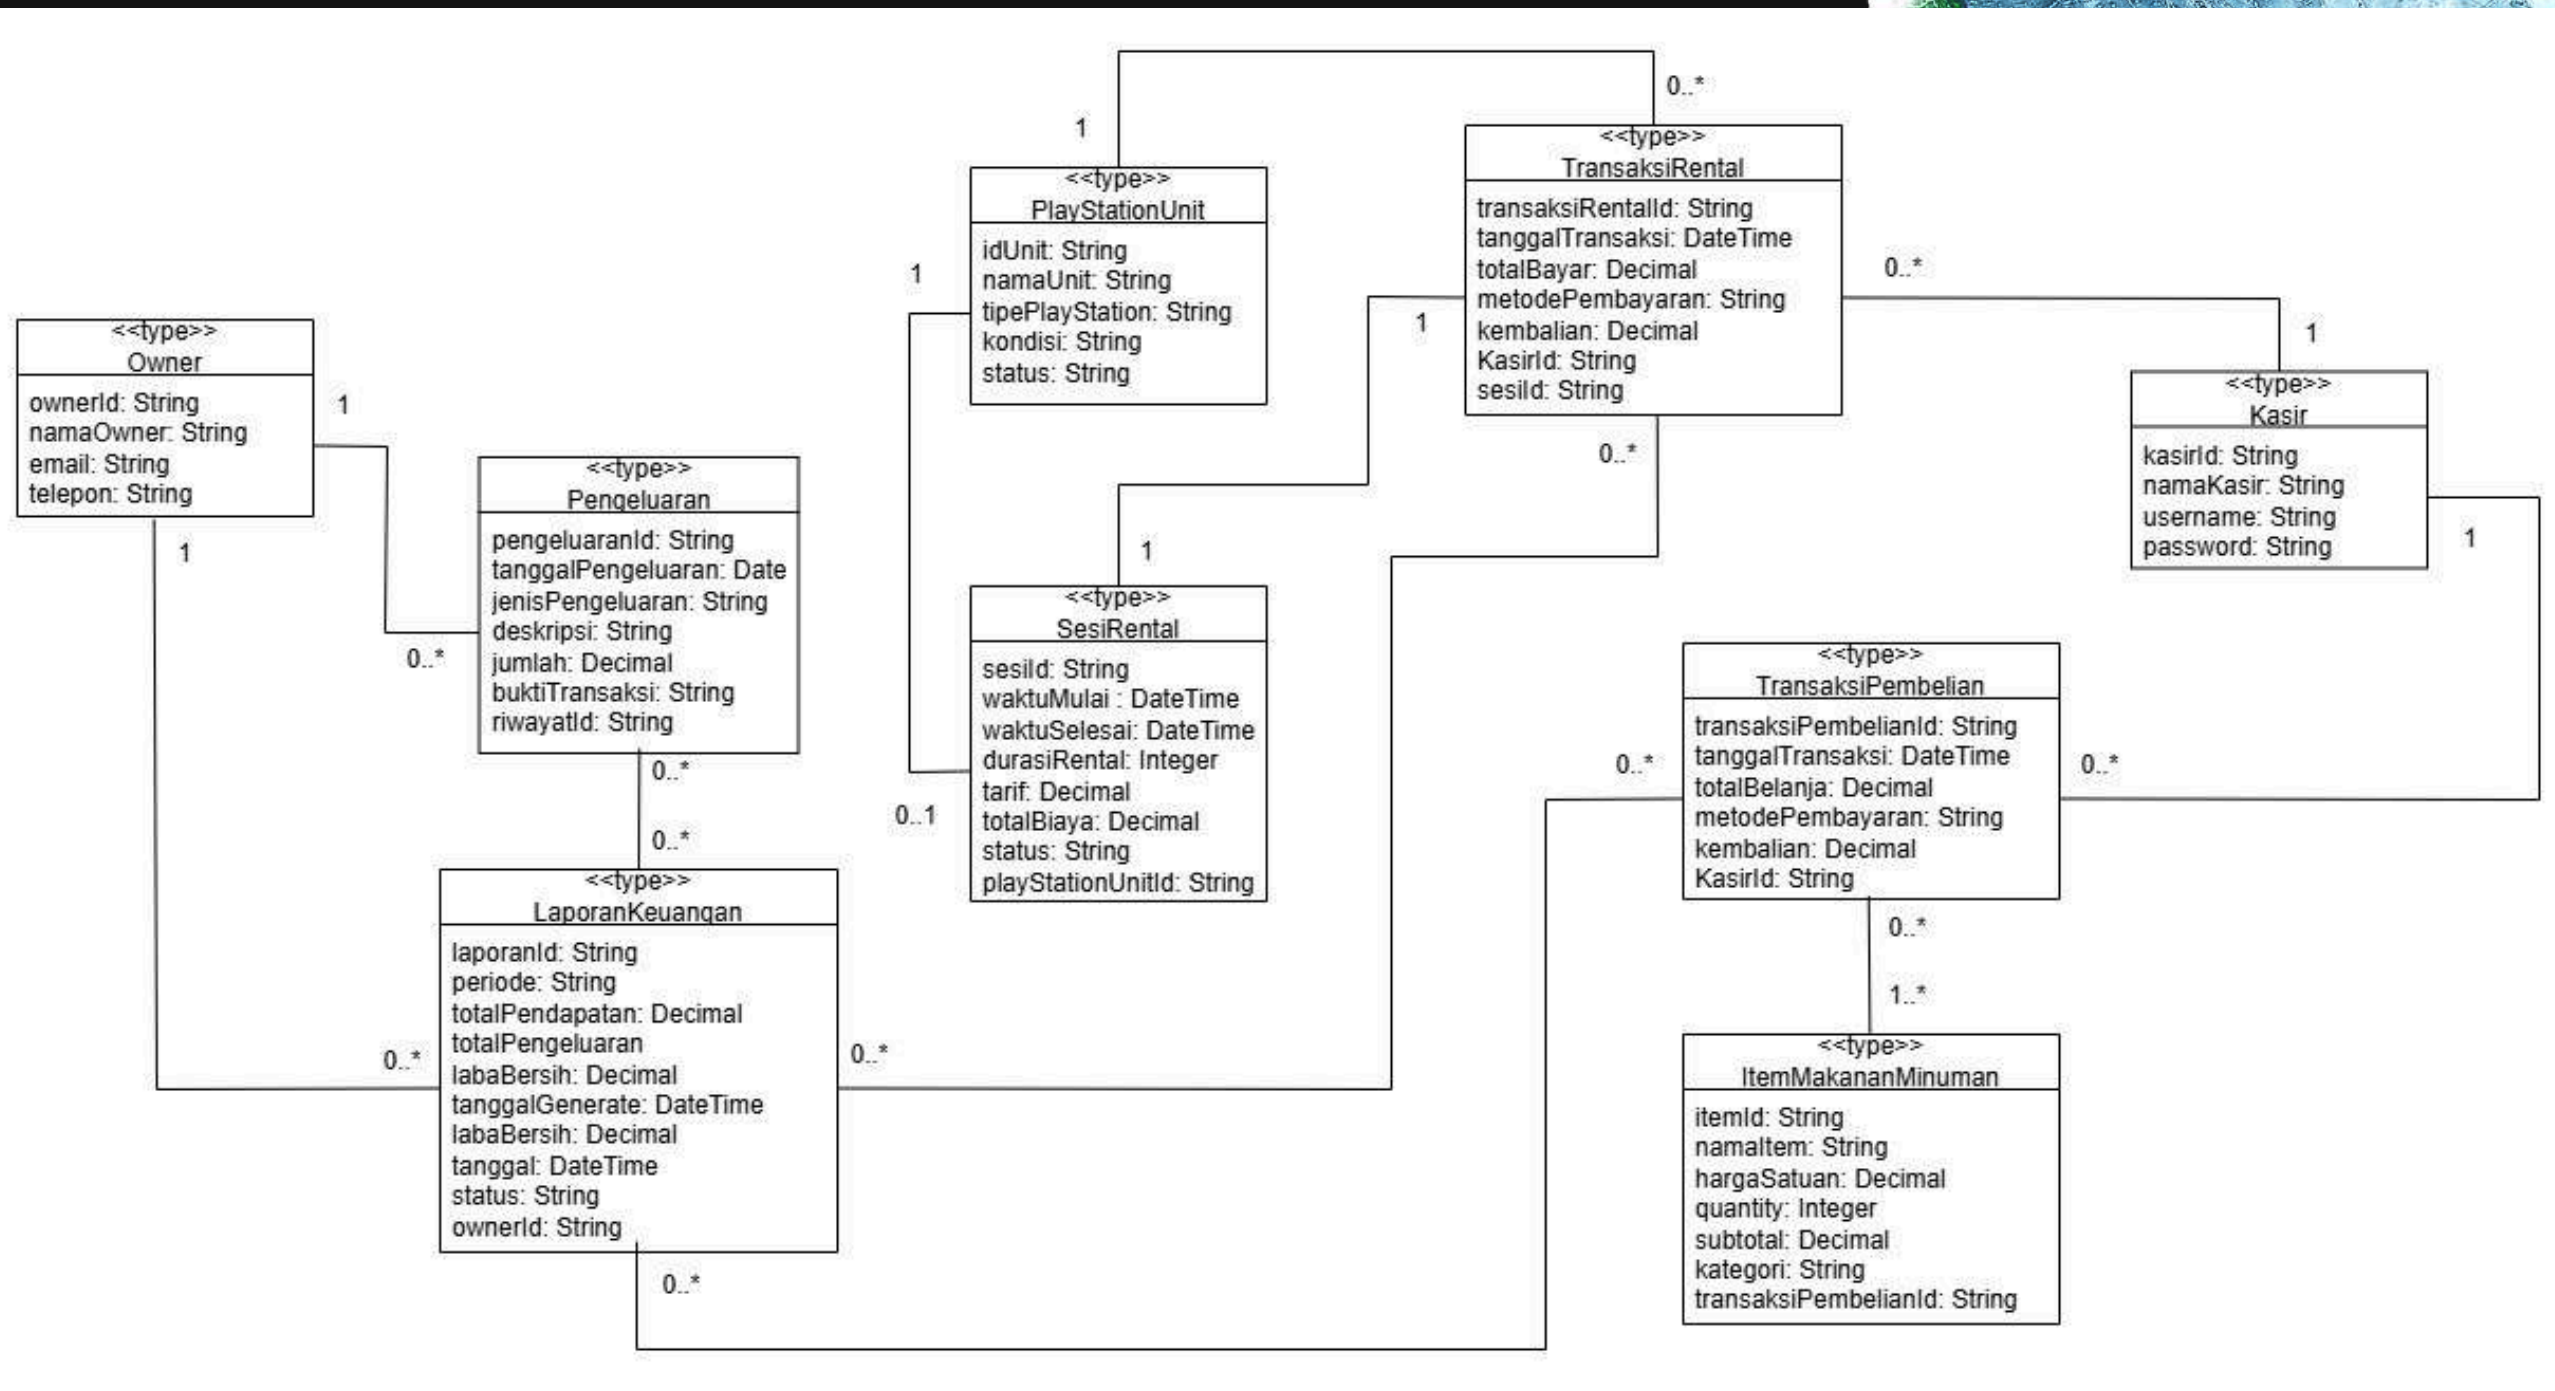 <<type>>
Owner
ownerId: String
namaOwner: String
email: String
telepon: String
1
1
<<type>>
Pengeluaran
pengeluaranId: String
tanggalPengeluaran: Date
jenisPengeluaran: String
deskripsi: String
jumlah: Decimal
buktiTransaksi: String
riwayatId: String
0..*
0..*
0..*
<<type>>
LaporanKeuangan
laporanId: String
periode: String
totalPendapatan: Decimal
totalPengeluaran
labaBersih: Decimal
tanggalGenerate: DateTime
labaBersih: Decimal
tanggal: DateTime
status: String
ownerId: String
0..*
0..*
0..*
1
<<type>>
PlayStationUnit
idUnit: String
namaUnit: String
tipePlayStation: String
kondisi: String
status: String
1
1
<<type>>
SesiRental
sesiId: String
waktuMulai : DateTime
waktuSelesai: DateTime
durasiRental: Integer
tarif: Decimal
totalBiaya: Decimal
status: String
playStationUnitId: String
0..1
0..*
<<type>>
TransaksiRental
transaksiRentalId: String
tanggalTransaksi: DateTime
totalBayar: Decimal
metodePembayaran: String
kembalian: Decimal
KasirId: String
sesiId: String
1
0..*
0..*
1
<<type>>
Kasir
kasirId: String
namaKasir: String
username: String
password: String
1
<<type>>
TransaksiPembelian
transaksiPembelianId: String
tanggalTransaksi: DateTime
totalBelanja: Decimal
metodePembayaran: String
kembalian: Decimal
KasirId: String
0..*
0..*
0..*
1..*
<<type>>
ItemMakananMinuman
itemId: String
namaItem: String
hargaSatuan: Decimal
quantity: Integer
subtotal: Decimal
kategori: String
transaksiPembelianId: String